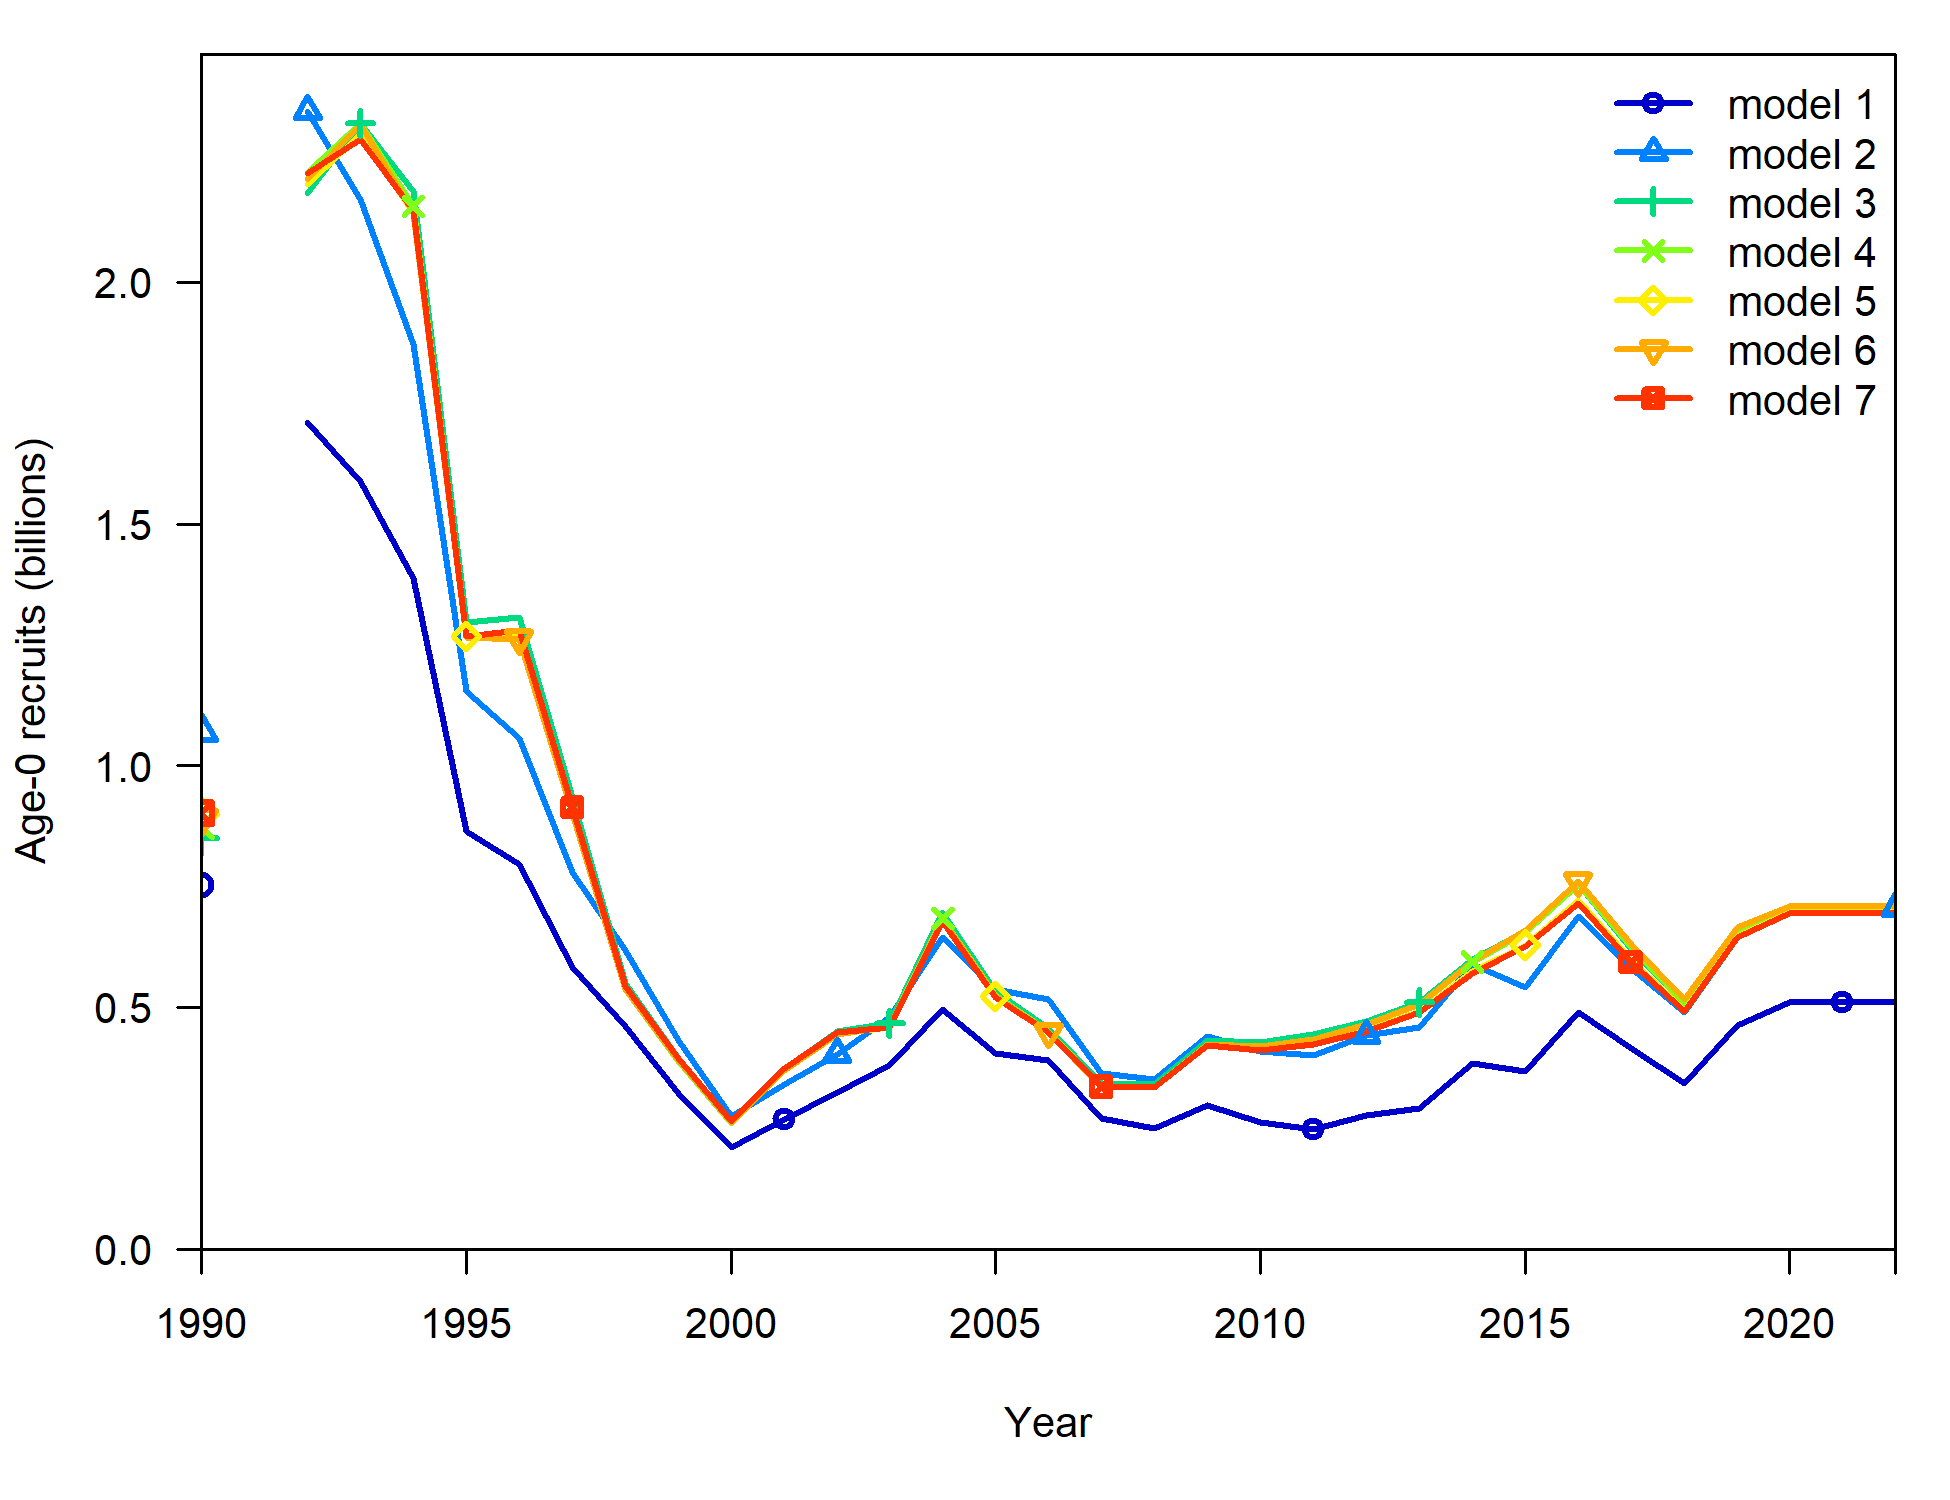 model 1
model 2
model 3
model 4
model 5
model 6
model 7
2.0
1.5
1.0
0.5
0.0
Age-0 recruits (billions)
1990 1995 2000 2005 2010 2015 2020
Year